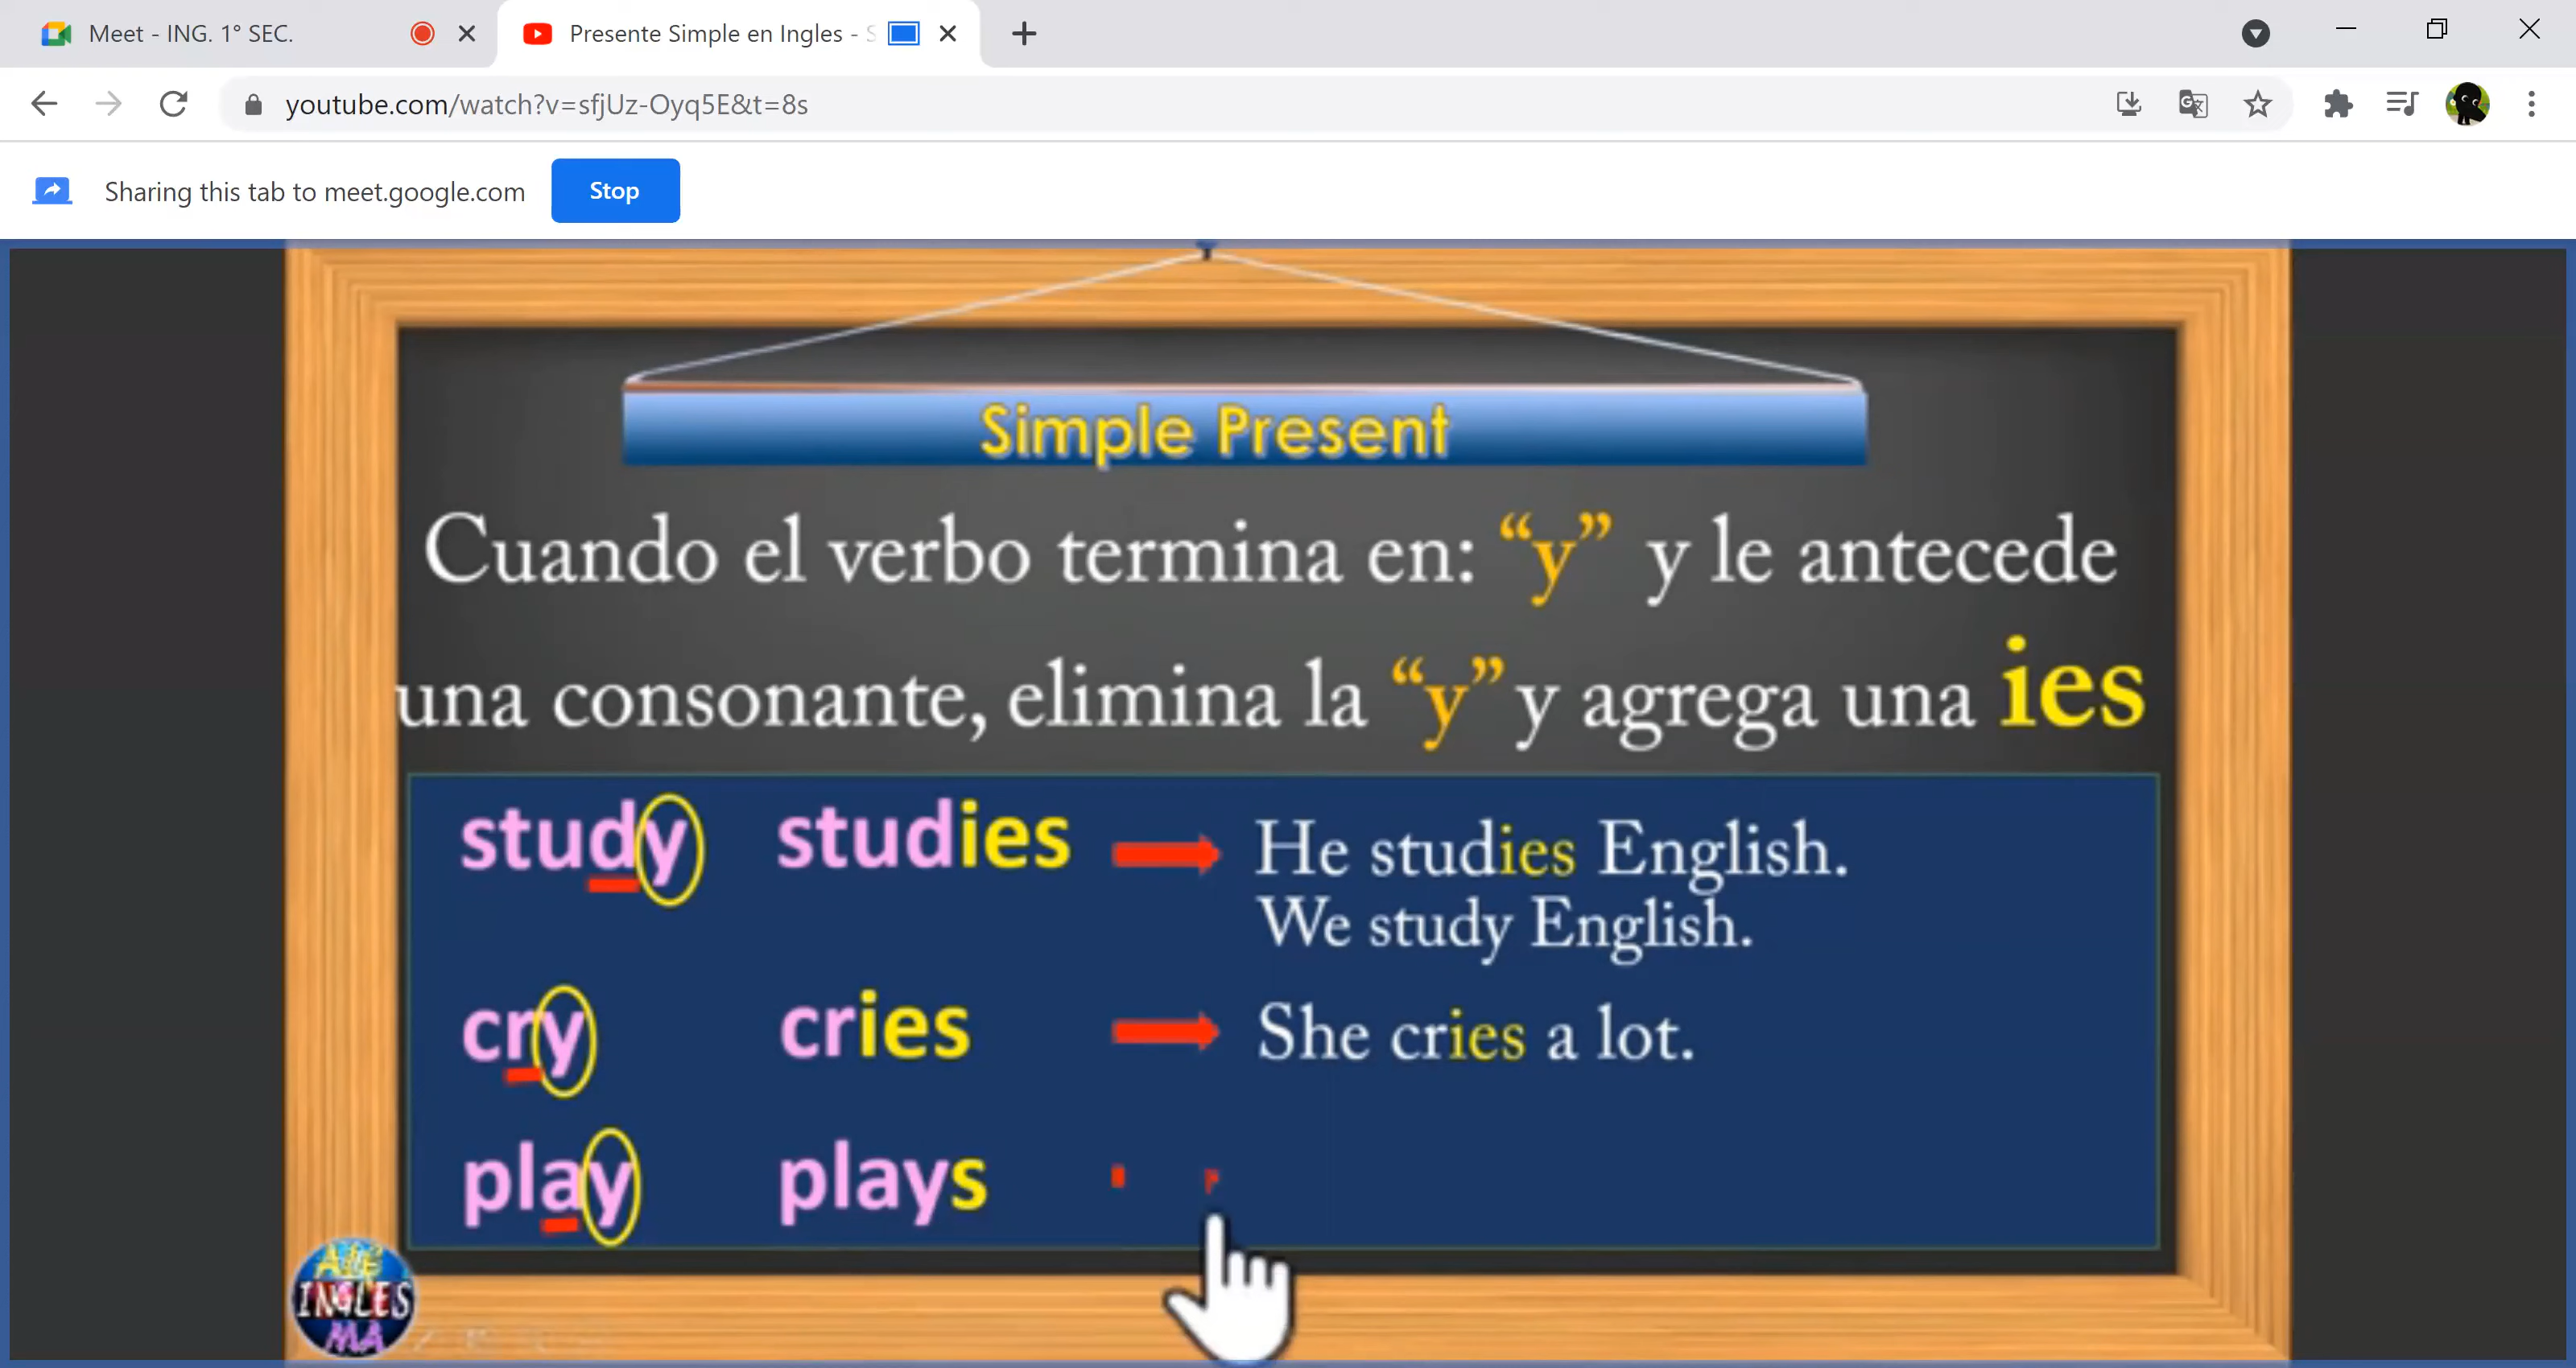 Meet - ING. 1° SEC.
Presente Simple en Ingles - S
youtube.com/watch?v=sfjUz-Oyq5E&t=8s
Sharing this tab to meet.google.com
Stop
Simple Present
Cuando el verbo termina en: “y” y le antecede
una consonante, elimina la “y” y agrega una ies
study studies He studies English.
We study English.
cry cries She cries a lot.
play plays
INGLES
MA